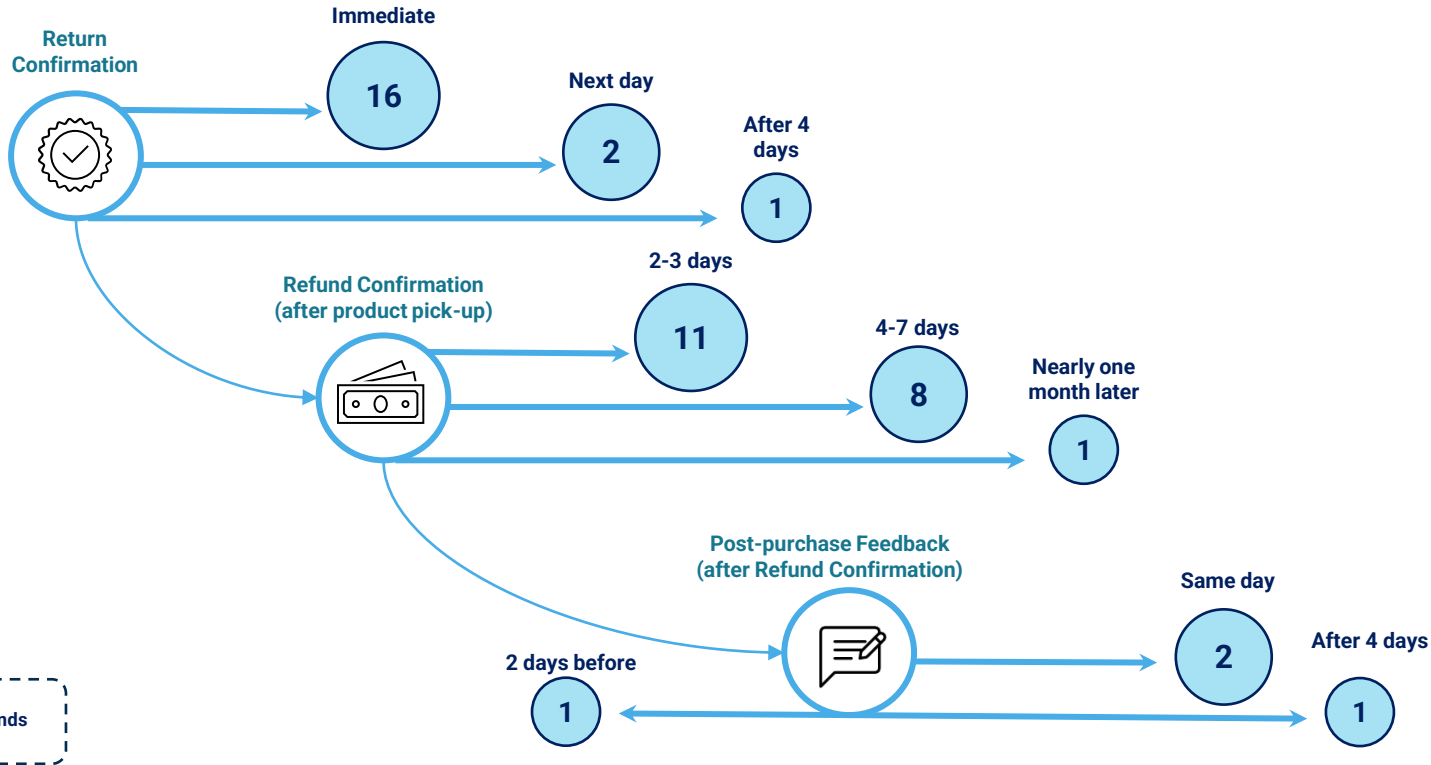 Return
Confirmation
Immediate
16
Next day
2
After 4
days
1
Refund Confirmation
(after product pick-up)
2-3 days
11
4-7 days
8
Nearly one
month later
1
Post-purchase Feedback
(after Refund Confirmation)
Same day
2
After 4 days
1
2 days before
1